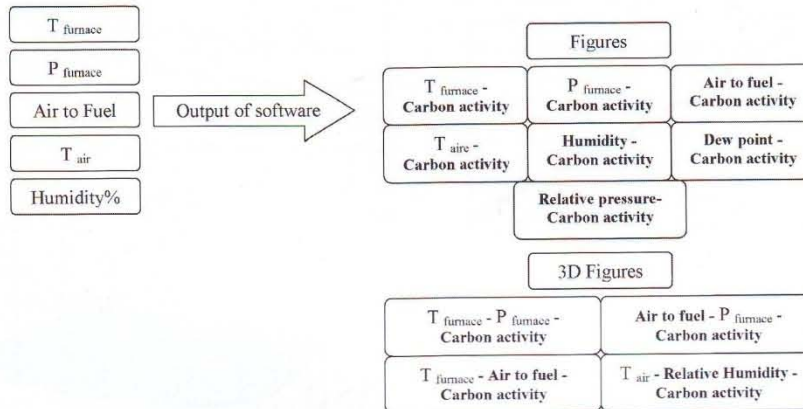 T furnace
P furnace
Air to Fuel
T air
Humidity%
Output of software
Figures
T furnace -
Carbon activity
P furnace -
Carbon activity
Air to fuel -
Carbon activity
T aire -
Carbon activity
Humidity -
Carbon activity
Dew point -
Carbon activity
Relative pressure-
Carbon activity
3D Figures
T furnace - P furnace -
Carbon activity
Air to fuel - P furnace -
Carbon activity
T furnace - Air to fuel -
Carbon activity
T air - Relative Humidity -
Carbon activity